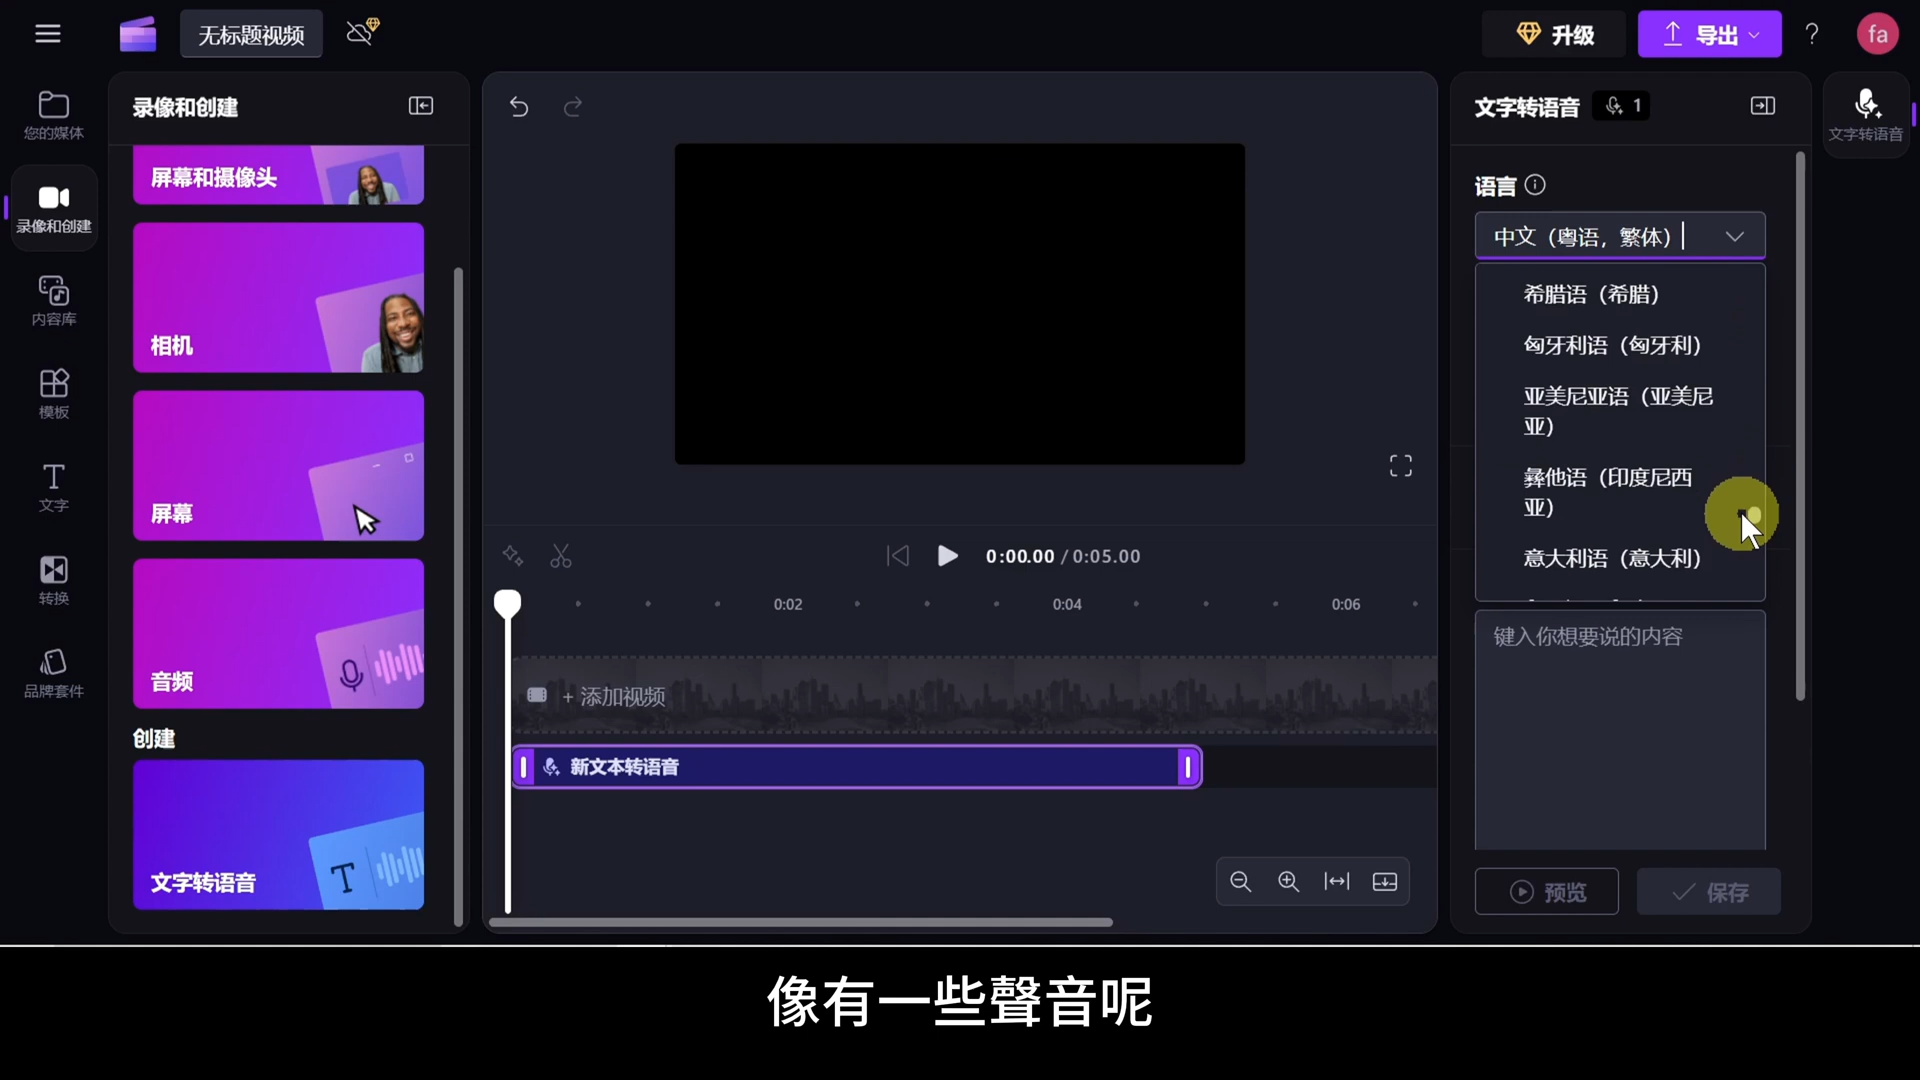 无标题视频
升级
导出
?
fa
您的媒体
录像和创建
内容库
模板
文字
转换
品牌套件
录像和创建
屏幕和摄像头
相机
屏幕
音频
创建
文字转语音
T
0:00.00 / 0:05.00
0:02
0:04
0:06
+ 添加视频
新文本转语音
文字转语音
1
语言
中文（粤语，繁体）
希腊语（希腊）
匈牙利语（匈牙利）
亚美尼亚语（亚美尼
亚）
彝他语（印度尼西
亚）
意大利语（意大利）
键入你想要说的内容
预览
保存
文字转语音
像有一些聲音呢